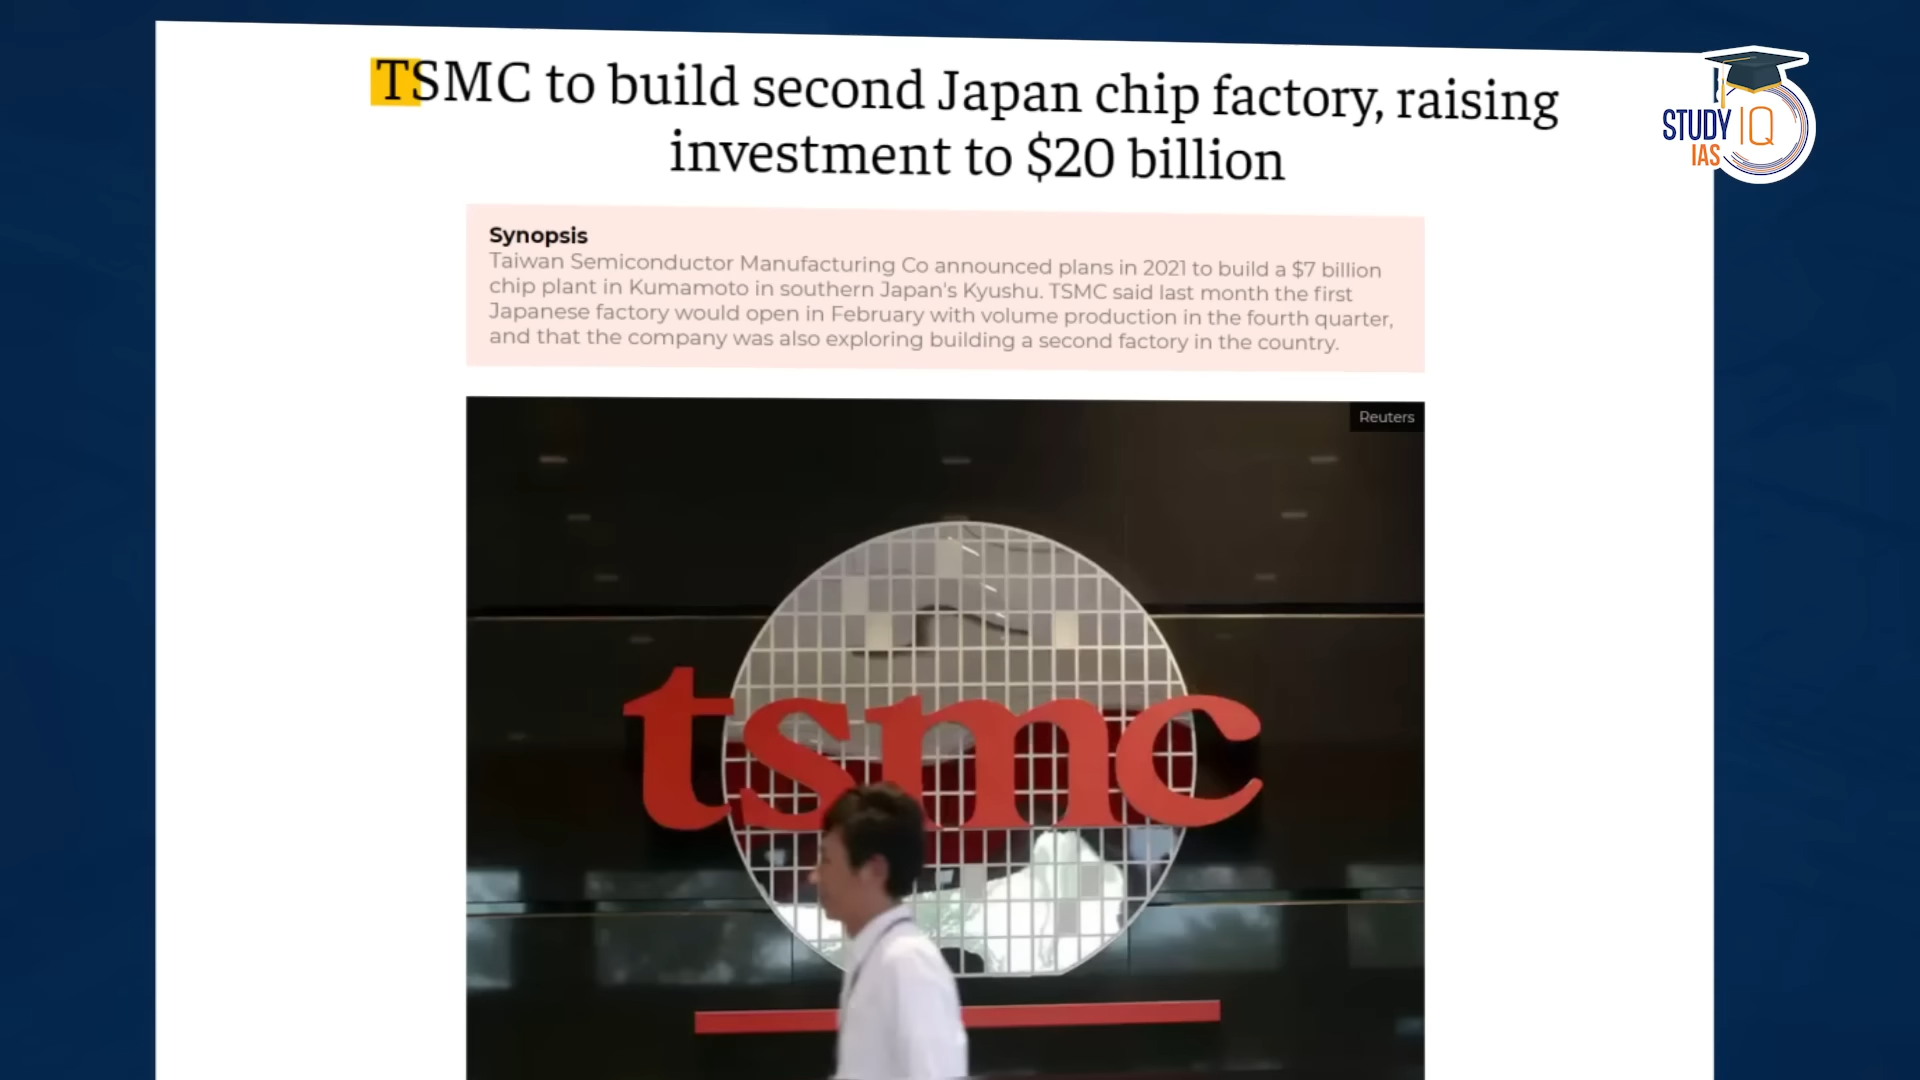 TSMC to build second Japan chip factory, raising
investment to $20 billion
STUDY IQ
IAS
Synopsis
Taiwan Semiconductor Manufacturing Co announced plans in 2021 to build a $7 billion
chip plant in Kumamoto in southern Japan's Kyushu. TSMC said last month the first
Japanese factory would open in February with volume production in the fourth quarter,
and that the company was also exploring building a second factory in the country.
Reuters
tsmc